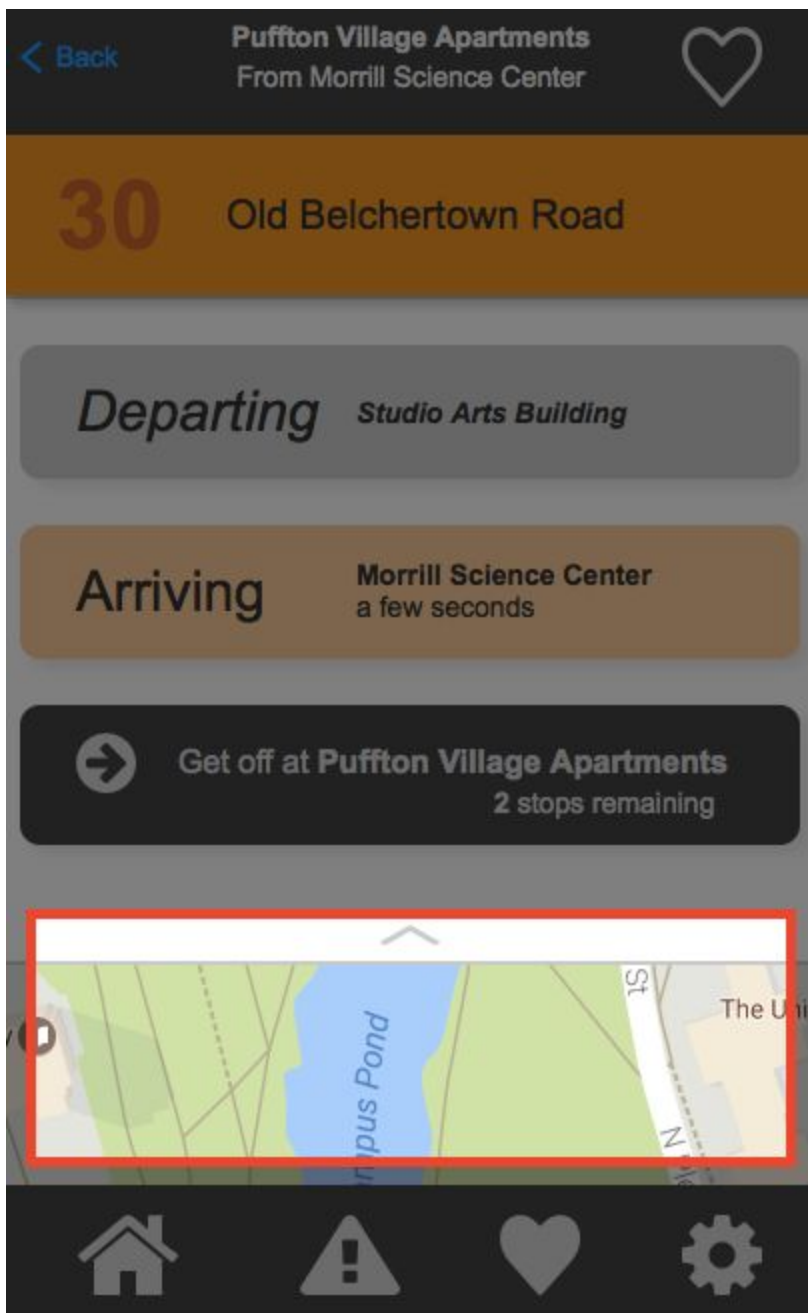 Back
Puffton Village Apartments
From Morrill Science Center
30 Old Belchertown Road
Departing Studio Arts Building
Arriving
Morrill Science Center
a few seconds
Get off at Puffton Village Apartments
2 stops remaining
St
The Uni
Pond
N